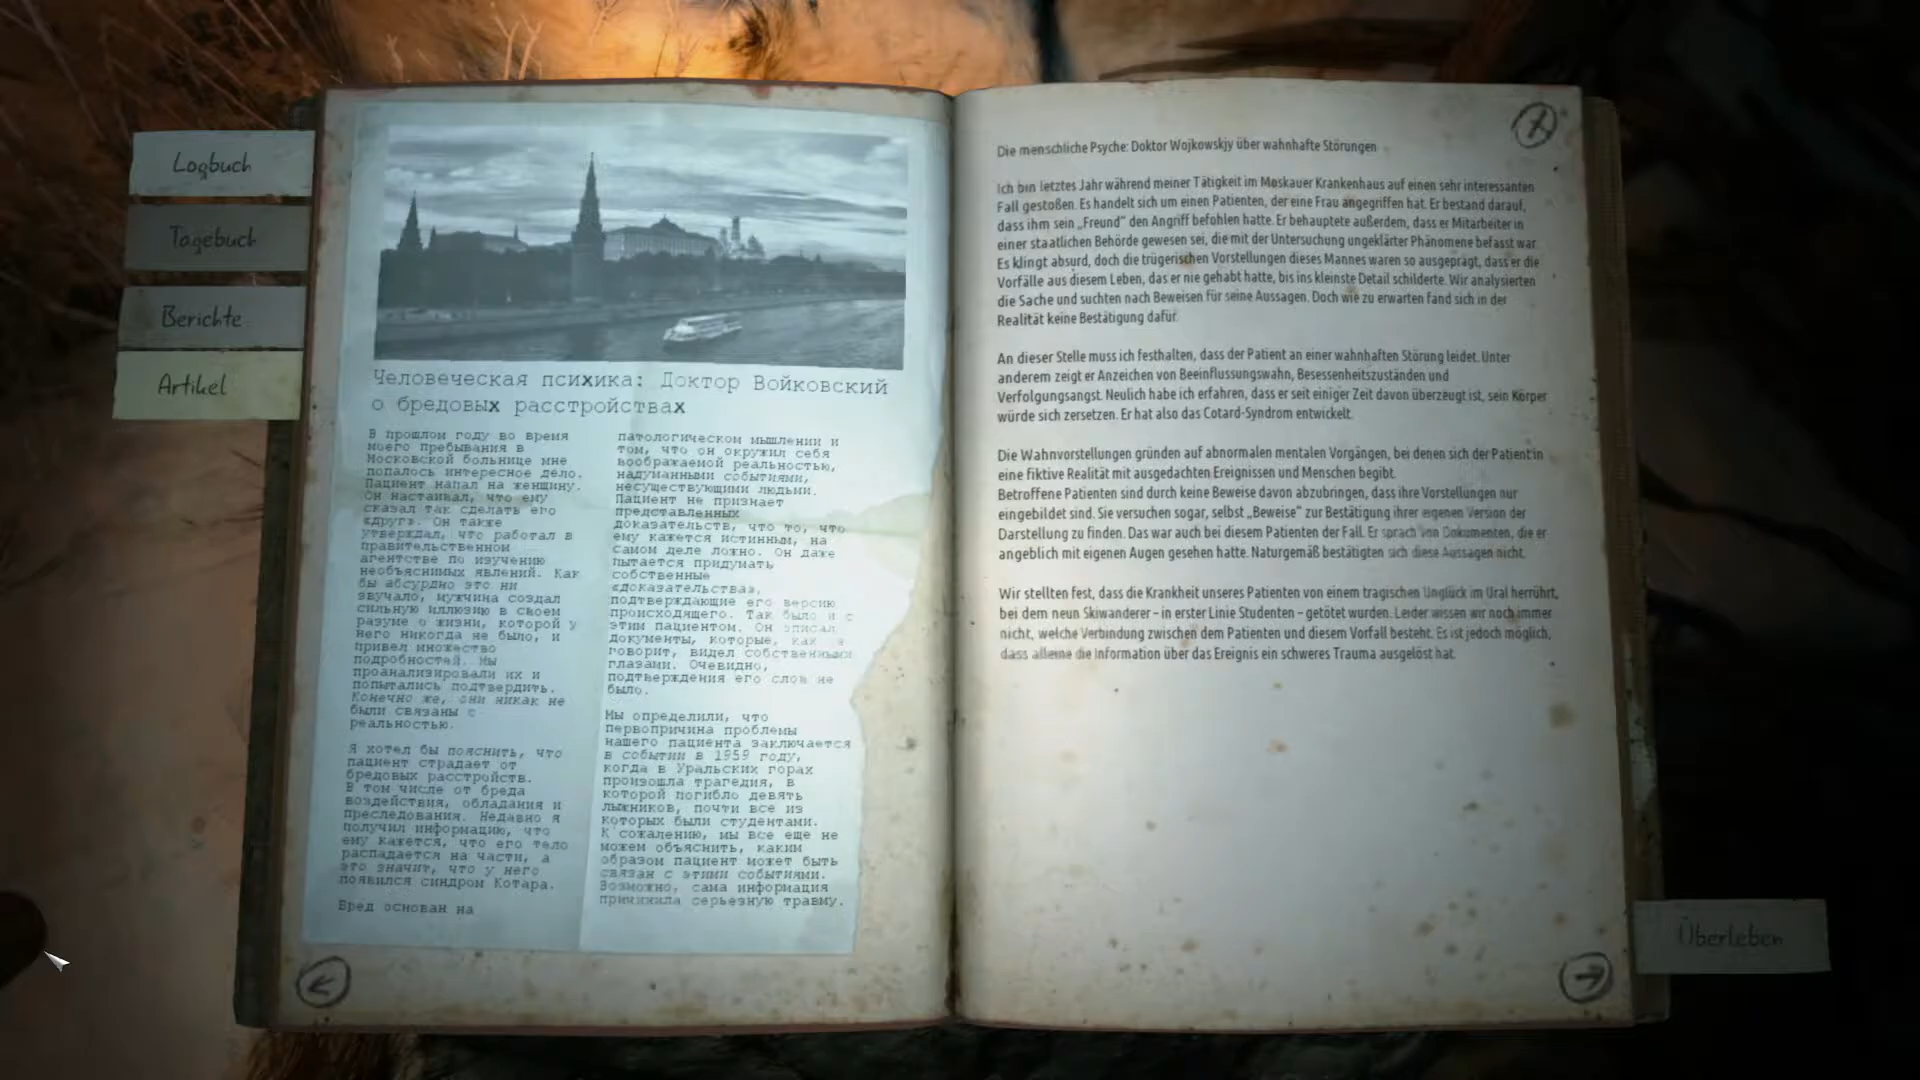 Logbuch
Tagebuch
Berichte
Artikel
Человеческая психика: Доктор Войковский
о бредовых расстройствах
В прошлом году во время
моего пребывания в
Московской больнице мне
попалось интересное дело.
Пациент напал на женщину.
Он настаивал, что ему
сказал так сделать его
«друг». Он также
утверждал, что работал в
правительственном
агентстве по изучению
необъяснимых явлений. Как
бы абсурдно это ни
звучало, мужчина создал
сильную иллюзию в своем
разуме о жизни, которой у
него никогда не было, и
привел множество
подробностей. Мы
проанализировали их и
попытались подтвердить.
Конечно же, они никак не
были связаны с
реальностью.
Я хотел бы пояснить, что
пациент страдает от
бредовых расстройств.
В том числе от бреда
воздействия, обладания и
преследования. Недавно я
получил информацию, что
ему кажется, что его тело
распадается на части, а
это значит, что у него
появился синдром Котара.
Бред основан на
патологическом мышлении и
том, что он окружил себя
воображаемой реальностью,
надуманными событиями,
несуществующими людьми.
Пациент не признает
представленных
доказательств, что то, что
ему кажется истинным, на
самом деле ложно. Он даже
пытается придумать
собственные
«доказательства»,
подтверждающие его версию
происходящего. Так было и с
этим пациентом. Он описал
документы, которые, как
говорит, видел собственными
глазами. Очевидно,
подтверждения его слов не
было.
Мы определили, что
первопричина проблемы
нашего пациента заключается
в событии в 1959 году,
когда в Уральских горах
произошла трагедия, в
которой погибло девять
лыжников, почти все из
которых были студентами.
К сожалению, мы все еще не
можем объяснить, каким
образом пациент может быть
связан с этими событиями.
Возможно, сама информация
причинила серьезную травму.
Die menschliche Psyche: Doktor Wojkowskjy über wahnhafte Störungen
Ich bin letztes Jahr während meiner Tätigkeit im Moskauer Krankenhaus auf einen sehr interessanten
Fall gestoßen. Es handelt sich um einen Patienten, der eine Frau angegriffen hat. Er bestand darauf,
dass ihm sein „Freund“ den Angriff befohlen hatte. Er behauptete außerdem, dass er Mitarbeiter in
einer staatlichen Behörde gewesen sei, die mit der Untersuchung ungeklärter Phänomene befasst war.
Es klingt absurd, doch die trügerischen Vorstellungen dieses Mannes waren so ausgeprägt, dass er die
Vorfälle aus diesem Leben, das er nie gehabt hatte, bis ins kleinste Detail schilderte. Wir analysierten
die Sache und suchten nach Beweisen für seine Aussagen. Doch wie zu erwarten fand sich in der
Realität keine Bestätigung dafür.
An dieser Stelle muss ich festhalten, dass der Patient an einer wahnhaften Störung leidet. Unter
anderem zeigt er Anzeichen von Beeinflussungswahn, Besessenheitszuständen und
Verfolgungsangst. Neulich habe ich erfahren, dass er seit einiger Zeit davon überzeugt ist, sein Körper
würde sich zersetzen. Er hat also das Cotard-Syndrom entwickelt.
Die Wahnvorstellungen gründen auf abnormalen mentalen Vorgängen, bei denen sich der Patient in
eine fiktive Realität mit ausgedachten Ereignissen und Menschen begibt.
Betroffene Patienten sind durch keine Beweise davon abzubringen, dass ihre Vorstellungen nur
eingebildet sind. Sie versuchen sogar, selbst „Beweise“ zur Bestätigung ihrer eigenen Version der
Darstellung zu finden. Das war auch bei diesem Patienten der Fall. Er sprach von Dokumenten, die er
angeblich mit eigenen Augen gesehen hatte. Naturgemäß bestätigten sich diese Aussagen nicht.
Wir stellten fest, dass die Krankheit unseres Patienten von einem tragischen Unglück im Ural herrührt,
bei dem neun Skiwanderer – in erster Linie Studenten – getötet wurden. Leider wissen wir noch immer
nicht, welche Verbindung zwischen dem Patienten und diesem Vorfall besteht. Es ist jedoch möglich,
dass alleine die Information über das Ereignis ein schweres Trauma ausgelöst hat.
Überleben